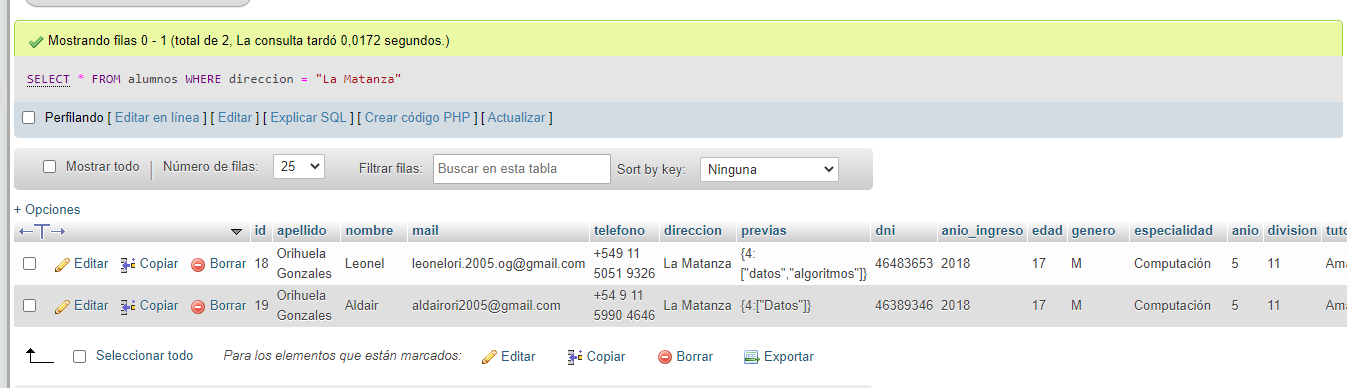 Mostrando filas 0 - 1 (total de 2, La consulta tardó 0,0172 segundos.)
SELECT * FROM alumnos WHERE direccion = "La Matanza"
Perfilando [ Editar en línea ] [ Editar ] [ Explicar SQL ] [ Crear código PHP ] [ Actualizar ]
Mostrar todo | Número de filas: 25 Filtrar filas: Buscar en esta tabla Sort by key: Ninguna
+ Opciones
←T→ id apellido nombre mail telefono direccion previas dni anio_ingreso edad genero especialidad anio division tuto
Editar Copiar Borrar 18 Orihuela Gonzales Leonel leonelori.2005.og@gmail.com +549 11 5051 9326 La Matanza {4:["datos","algoritmos"]} 46483653 2018 17 M Computación 5 11 Ama
Editar Copiar Borrar 19 Orihuela Gonzales Aldair aldairori2005@gmail.com +54 9 11 5990 4646 La Matanza {4:["Datos"]} 46389346 2018 17 M Computación 5 11 Ama
Seleccionar todo Para los elementos que están marcados: Editar Copiar Borrar Exportar